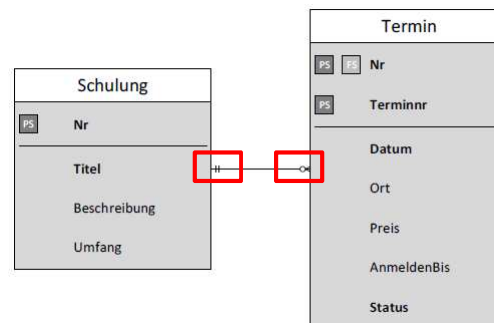 Schulung
PS Nr
Titel
Beschreibung
Umfang
Termin
PS FS Nr
PS Terminnr
Datum
Ort
Preis
AnmeldenBis
Status